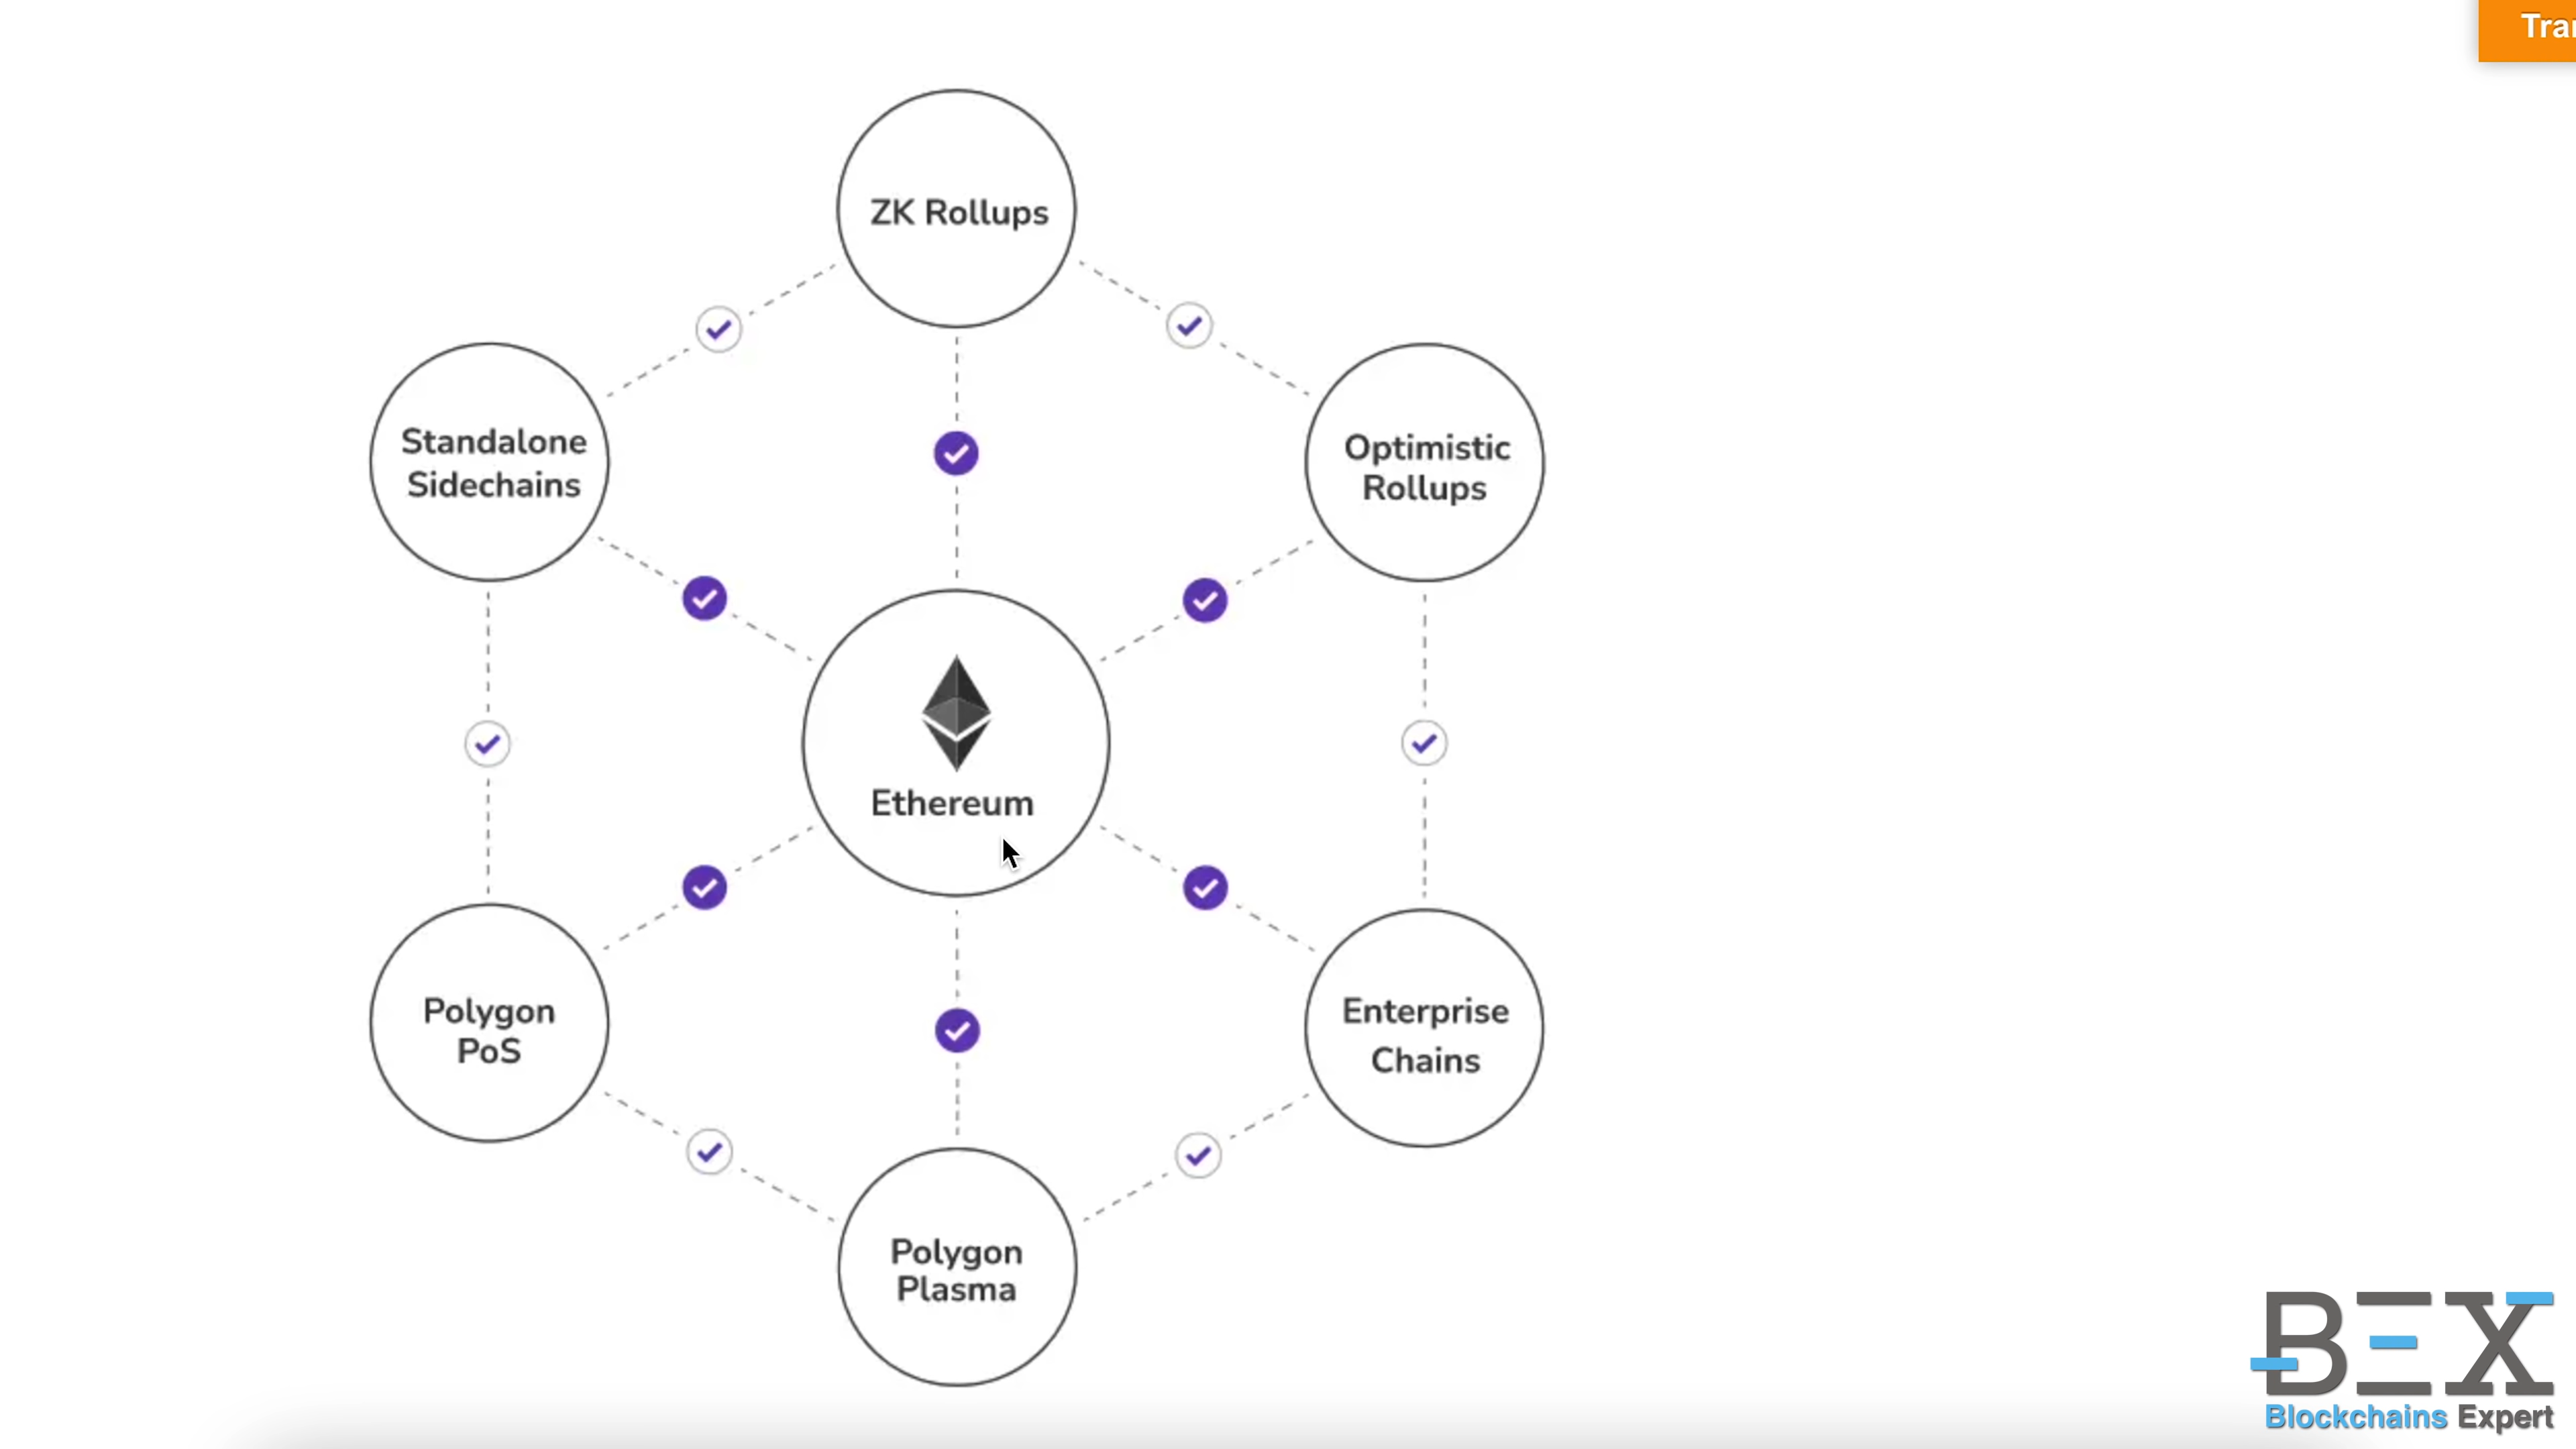 ZK Rollups
Standalone
Sidechains
Optimistic
Rollups
Ethereum
Polygon
PoS
Enterprise
Chains
Polygon
Plasma
BEX
Blockchains Expert